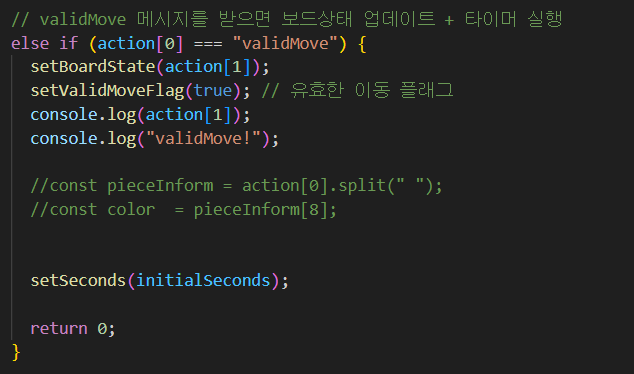 // validMove 메시지를 받으면 보드상태 업데이트 + 타이머 실행
else if (action[0] === "validMove") {
  setBoardState(action[1]);
  setValidMoveFlag(true); // 유효한 이동 플래그
  console.log(action[1]);
  console.log("validMove!");
  //const pieceInform = action[0].split(" ");
  //const color  = pieceInform[8];
  setSeconds(initialSeconds);
  return 0;
}